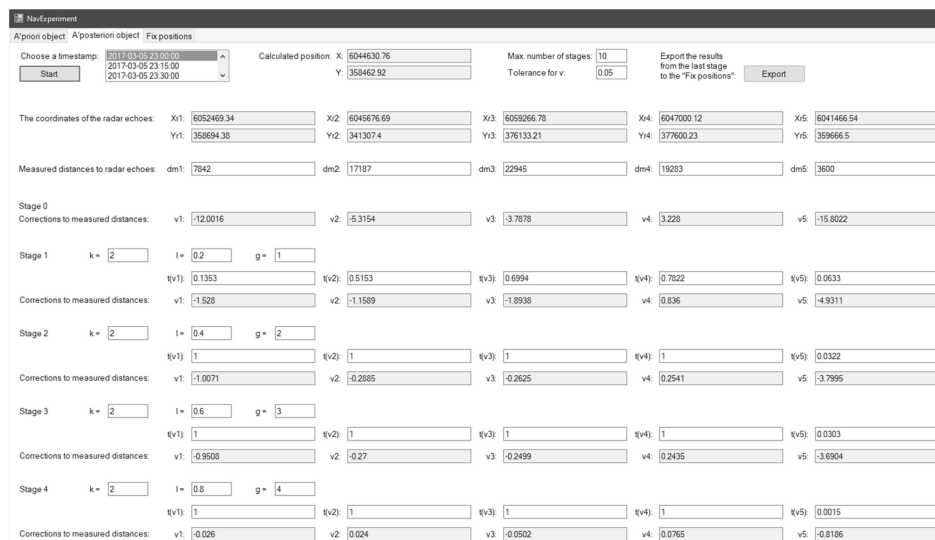 NavExperiment
A'priori object A'posteriori object Fix positions
Choose a timestamp: 2017-03-05 23:00:00 Calculated position: X: 6044630.76 Max. number of stages: 10 Export the results
Start 2017-03-05 23:15:00 Y: 358462.92 Tolerance for v: 0.05 from the last stage
2017-03-05 23:30:00 to the "Fix positions": Export
The coordinates of the radar echoes: Xr1: 6052469.34 Xr2: 6045676.69 Xr3: 6059266.78 Xr4: 6047000.12 Xr5: 6041466.54
Yr1: 358694.38 Yr2: 341307.4 Yr3: 376133.21 Yr4: 377600.23 Yr5: 359666.5
Measured distances to radar echoes: dm1: 7842 dm2: 17187 dm3: 22945 dm4: 19283 dm5: 3600
Stage 0
Corrections to measured distances: v1: -12.0016 v2: -5.3154 v3: -3.7878 v4: 3.228 v5: -15.8022
Stage 1 k = 2 l = 0.2 g = 1
t(v1): 0.1353 t(v2): 0.5153 t(v3): 0.6994 t(v4): 0.7822 t(v5): 0.0633
Corrections to measured distances: v1: -1.528 v2: -1.1589 v3: -1.8938 v4: 0.836 v5: -4.9311
Stage 2 k = 2 l = 0.4 g = 2
t(v1): 1 t(v2): 1 t(v3): 1 t(v4): 1 t(v5): 0.0322
Corrections to measured distances: v1: -1.0071 v2: -0.2885 v3: -0.2625 v4: 0.2541 v5: -3.7995
Stage 3 k = 2 l = 0.6 g = 3
t(v1): 1 t(v2): 1 t(v3): 1 t(v4): 1 t(v5): 0.0303
Corrections to measured distances: v1: -0.9508 v2: -0.27 v3: -0.2499 v4: 0.2435 v5: -3.6904
Stage 4 k = 2 l = 0.8 g = 4
t(v1): 1 t(v2): 1 t(v3): 1 t(v4): 1 t(v5): 0.0015
Corrections to measured distances: v1: -0.026 v2: 0.024 v3: -0.0502 v4: 0.0765 v5: -0.8186